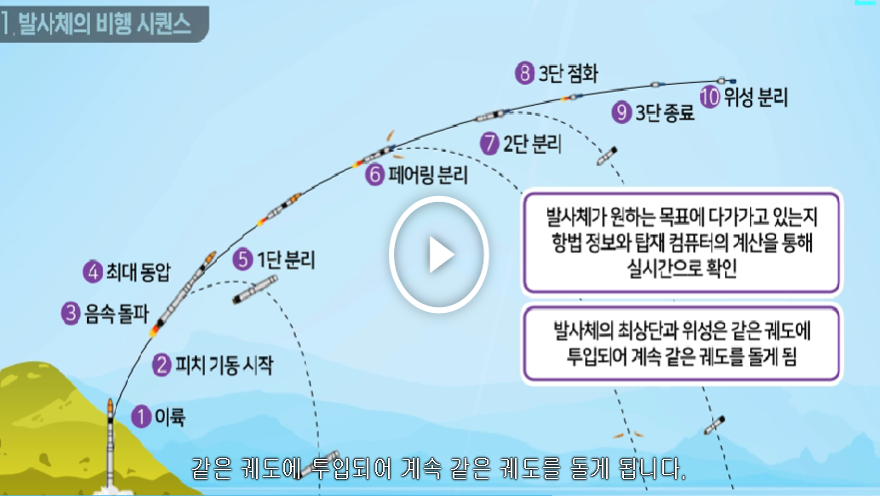 1. 발사체의 비행 시퀀스
8 3단 점화
10 위성 분리
9 3단 종료
7 2단 분리
6 페어링 분리
5 1단 분리
4 최대 동압
3 음속 돌파
2 피치 기동 시작
1 이륙
발사체가 원하는 목표에 다가가고 있는지
항법 정보와 탑재 컴퓨터의 계산을 통해
실시간으로 확인
발사체의 최상단과 위성은 같은 궤도에
투입되어 계속 같은 궤도를 돌게 됨
같은 궤도에 투입되어 계속 같은 궤도를 돌게 됩니다.